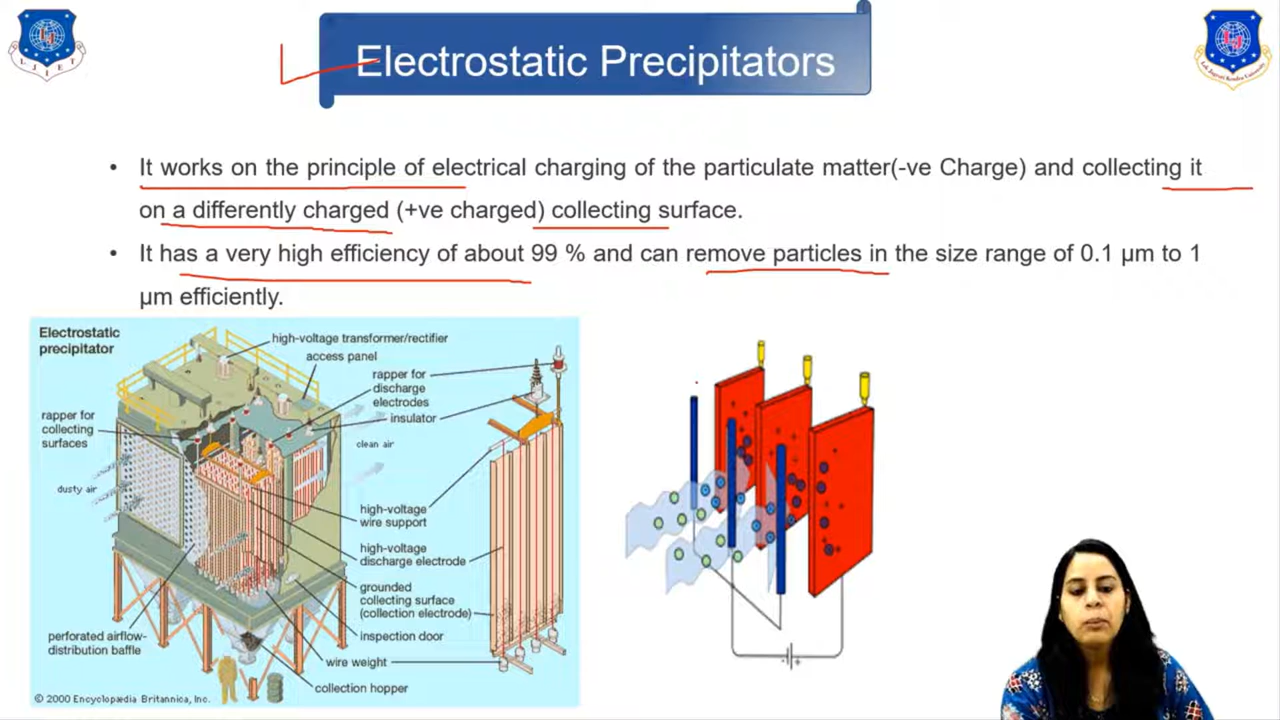 LJIET
Electrostatic Precipitators
• It works on the principle of electrical charging of the particulate matter(-ve Charge) and collecting it
on a differently charged (+ve charged) collecting surface.
• It has a very high efficiency of about 99 % and can remove particles in the size range of 0.1 µm to 1
µm efficiently.
Electrostatic
precipitator
high-voltage transformer/rectifier
access panel
rapper for
discharge
electrodes
insulator
rapper for
collecting
surfaces
clean air
dusty air
high-voltage
wire support
high-voltage
discharge electrode
grounded
collecting surface
(collection electrode)
inspection door
perforated airflow-
distribution baffle
wire weight
collection hopper
© 2000 Encyclopædia Britannica, Inc.